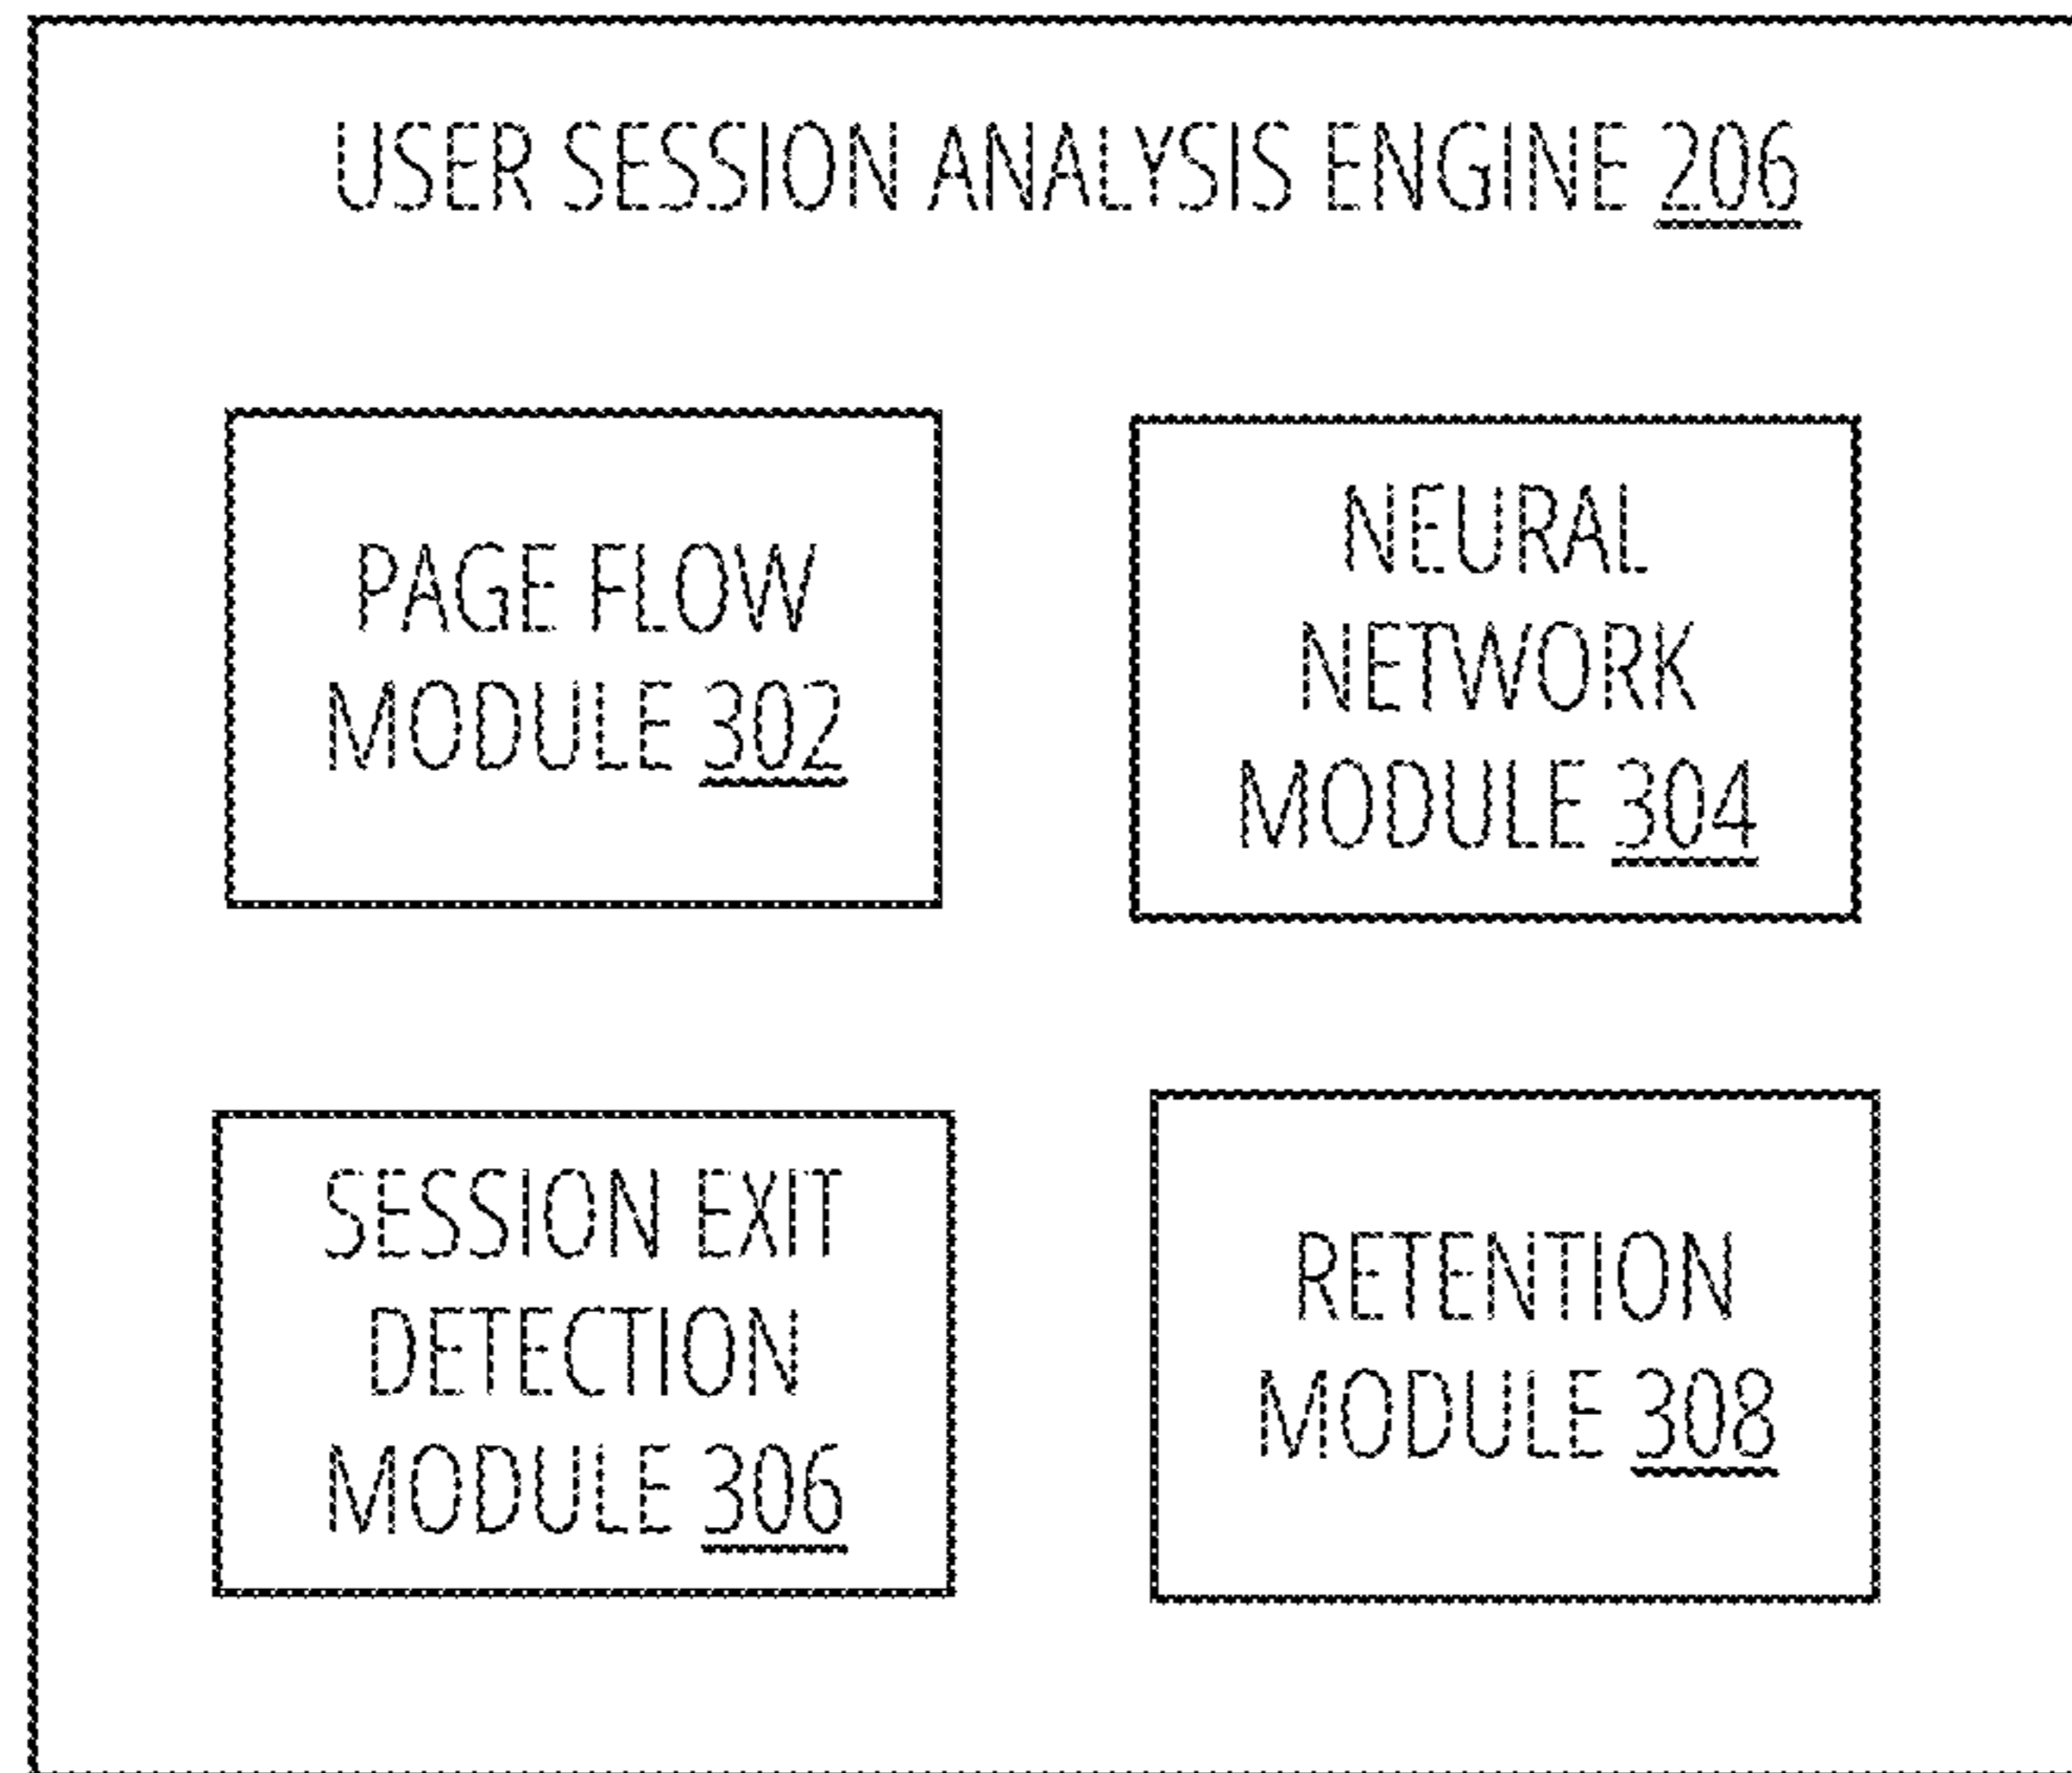 USER SESSION ANALYSIS ENGINE 206
PAGE FLOW
MODULE 302
NEURAL
NETWORK
MODULE 304
SESSION EXIT
DETECTION
MODULE 306
RETENTION
MODULE 308